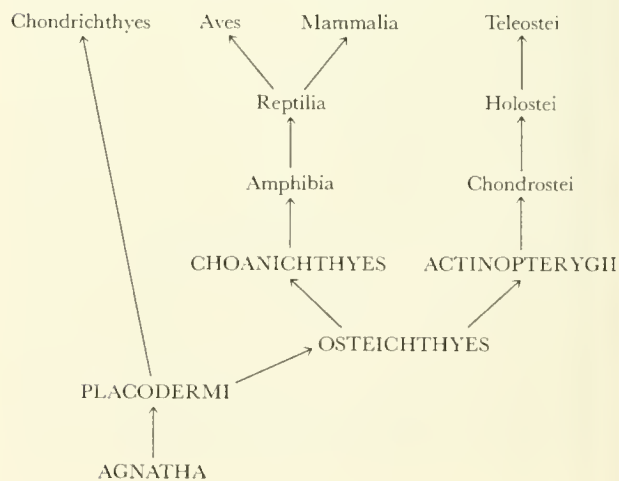 Chondrichthyes Aves Mammalia Teleostei
Reptilia Holostei
Amphibia Chondrostei
CHOANICHTHYES ACTINOPTERYGII
OSTEICHTHYES
PLACODERMI
AGNATHA